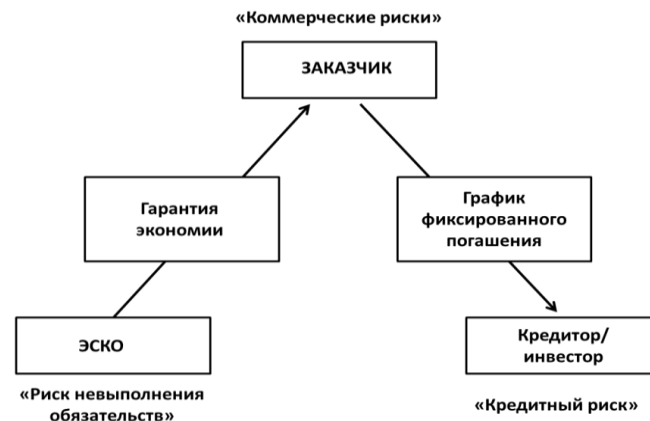 «Коммерческие риски»
ЗАКАЗЧИК
Гарантия
экономии
График
фиксированного
погашения
ЭСКО
Кредитор/
инвестор
«Риск невыполнения
обязательств»
«Кредитный риск»